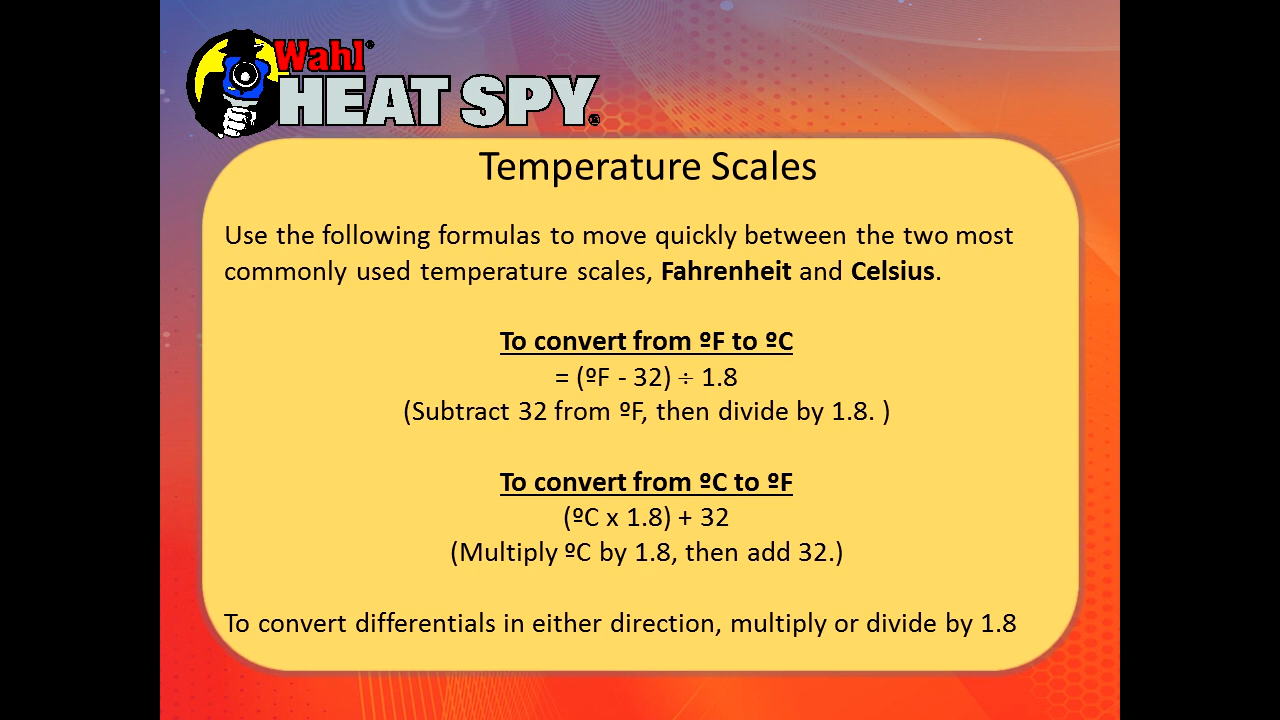 Wahl®
HEAT SPY®
Temperature Scales
Use the following formulas to move quickly between the two most
commonly used temperature scales, Fahrenheit and Celsius.
To convert from ºF to ºC
= (ºF - 32) ÷ 1.8
(Subtract 32 from ºF, then divide by 1.8. )
To convert from ºC to ºF
(ºC x 1.8) + 32
(Multiply ºC by 1.8, then add 32.)
To convert differentials in either direction, multiply or divide by 1.8